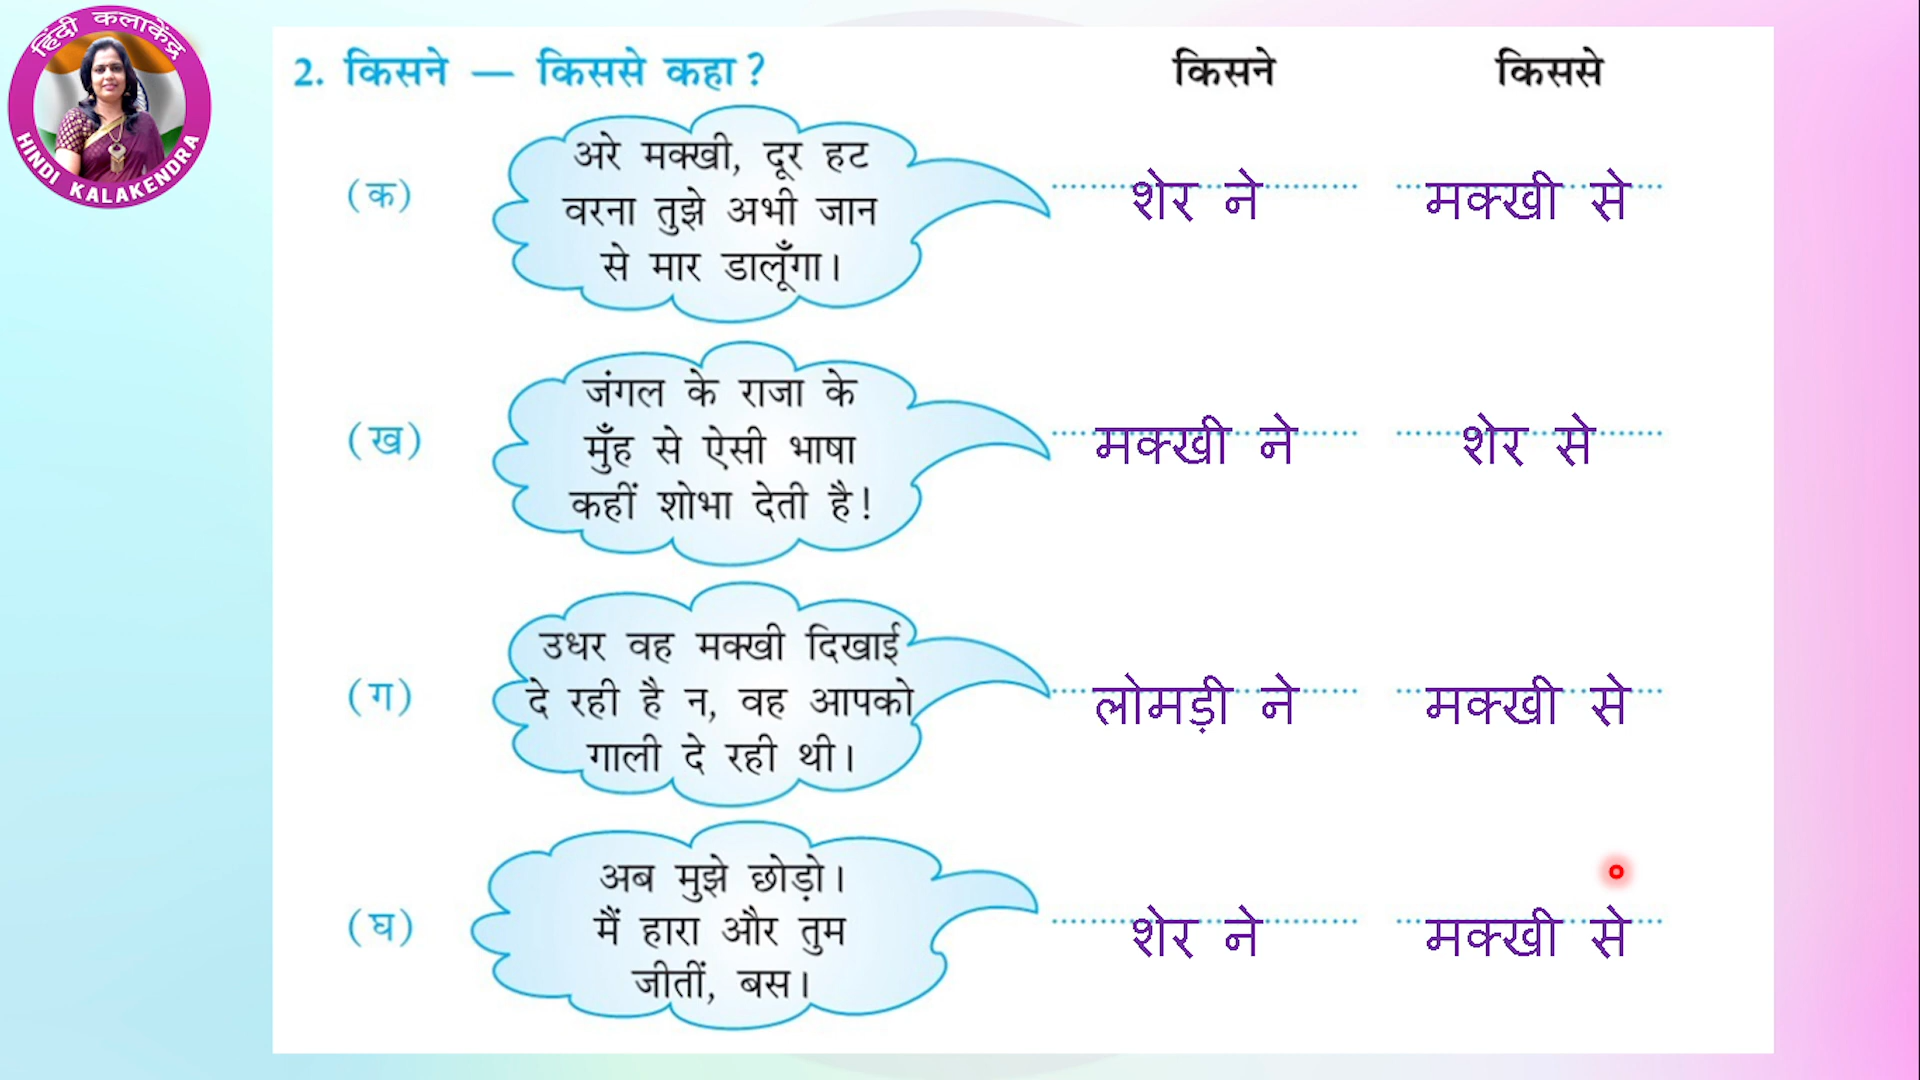 हिंदी कलाकेंद्र
HINDI KALAKENDRA
2. किसने — किससे कहा ? किसने किससे
(क) अरे मक्खी, दूर हट
वरना तुझे अभी जान
से मार डालूँगा।
शेर ने मक्खी से
(ख) जंगल के राजा के
मुँह से ऐसी भाषा
कहीं शोभा देती है!
मक्खी ने शेर से
(ग) उधर वह मक्खी दिखाई
दे रही है न, वह आपको
गाली दे रही थी।
लोमड़ी ने मक्खी से
(घ) अब मुझे छोड़ो।
मैं हारा और तुम
जीतीं, बस।
शेर ने मक्खी से